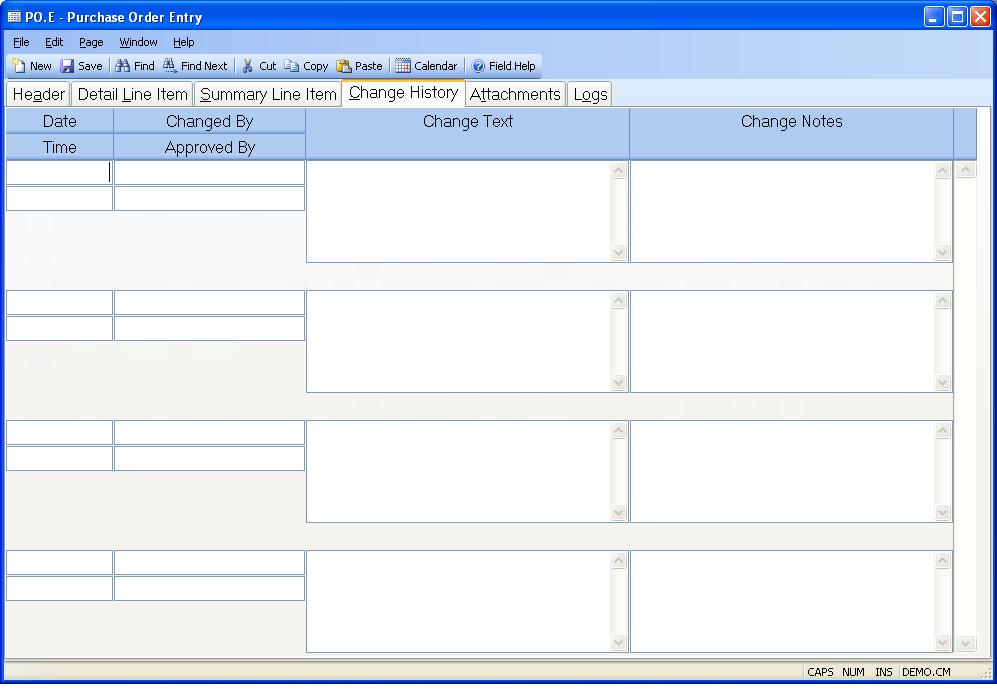 PO.E - Purchase Order Entry
File Edit Page Window Help
New Save Find Find Next Cut Copy Paste Calendar Field Help
Header Detail Line Item Summary Line Item Change History Attachments Logs
Date Changed By Change Text Change Notes
Time Approved By
CAPS NUM INS DEMO.CM